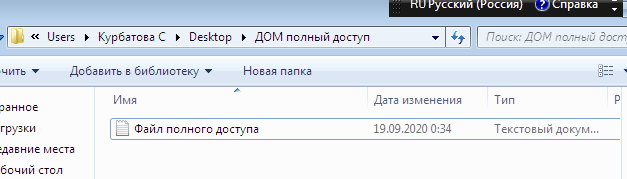 RU Русский (Россия) Справка
« Users Курбатова С Desktop ДОМ полный доступ Поиск: ДОМ полный дост
чить Добавить в библиотеку Новая папка
Имя Дата изменения Тип Р
Файл полного доступа 19.09.2020 0:34 Текстовый докум...
ранное
грузки
едавние места
бочий стол